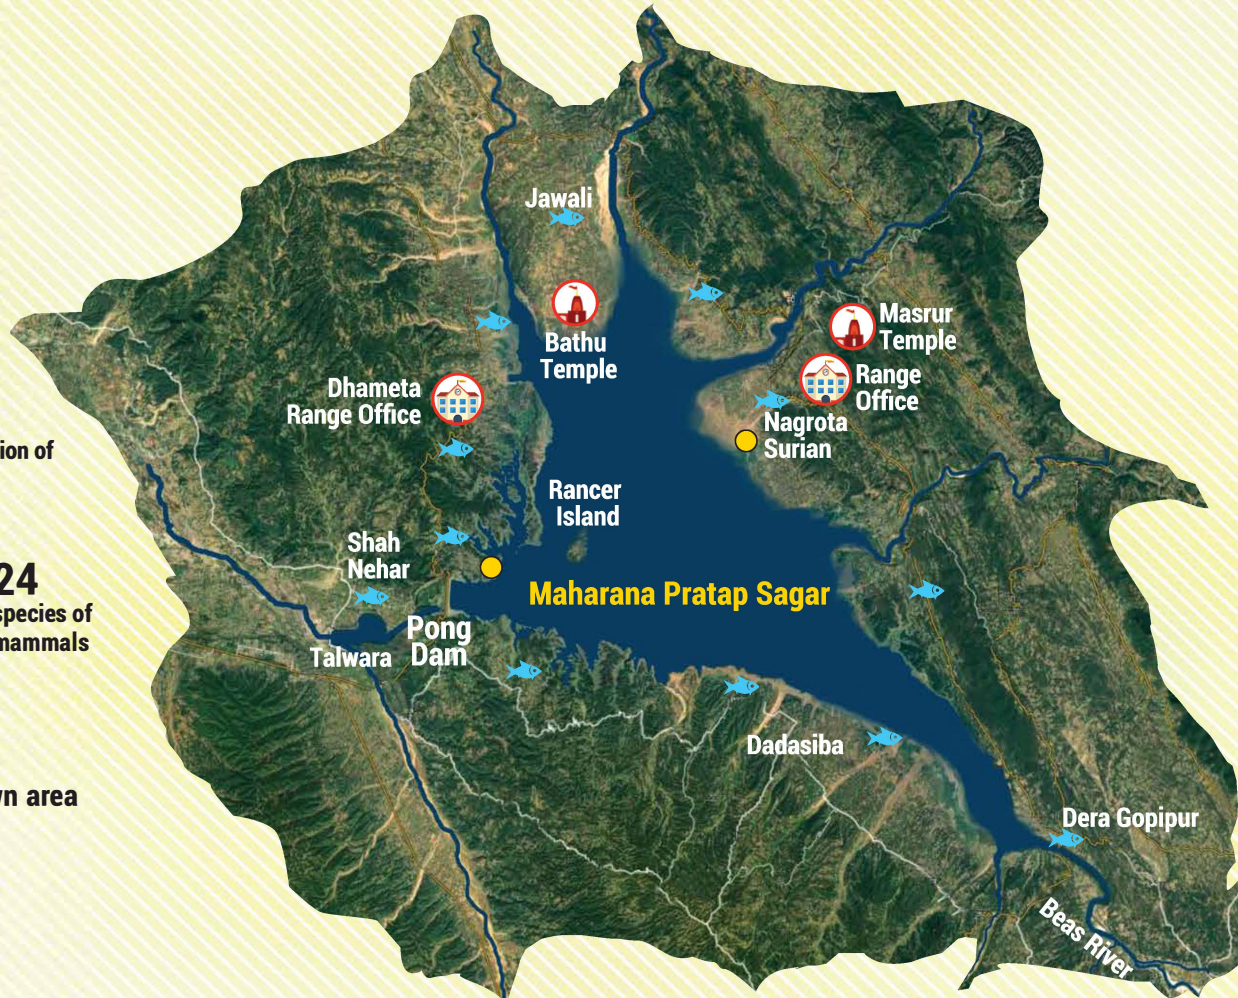 Jawali
Bathu
Temple
Masrur
Temple
Range
Office
Dhameta
Range Office
Nagrota
Surian
ion of
Rancer
Island
Shah
Nehar
24
species of
mammals
Maharana Pratap Sagar
Pong
Dam
Talwara
Dadasiba
wn area
Dera Gopipur
Beas River